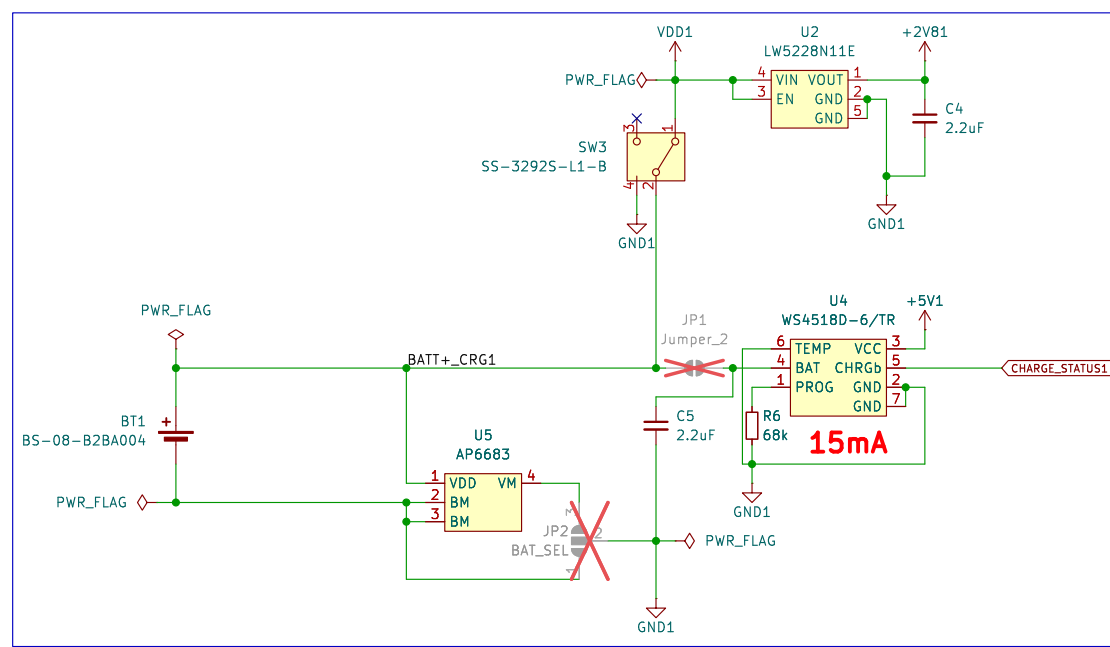 VDD1
U2
LW5228N11E
+2V81
PWR_FLAG
4 VIN VOUT 1
3 EN GND 2
GND 5
C4
2.2uF
3 1
SW3
SS-3292S-L1-B
4 2
GND1
GND1
PWR_FLAG
JP1
Jumper_2
U4
WS4518D-6/TR
+5V1
6 TEMP VCC 3
BATT+_CRG1
4 BAT CHRGb 5
CHARGE_STATUS1
1 PROG GND 2
GND 7
BT1
BS-08-B2BA004
+
C5
2.2uF
R6
68k
15mA
U5
AP6683
1 VDD VM 4
PWR_FLAG
2 BM
3 BM
GND1
3
JP2
BAT_SEL
2
1
PWR_FLAG
GND1